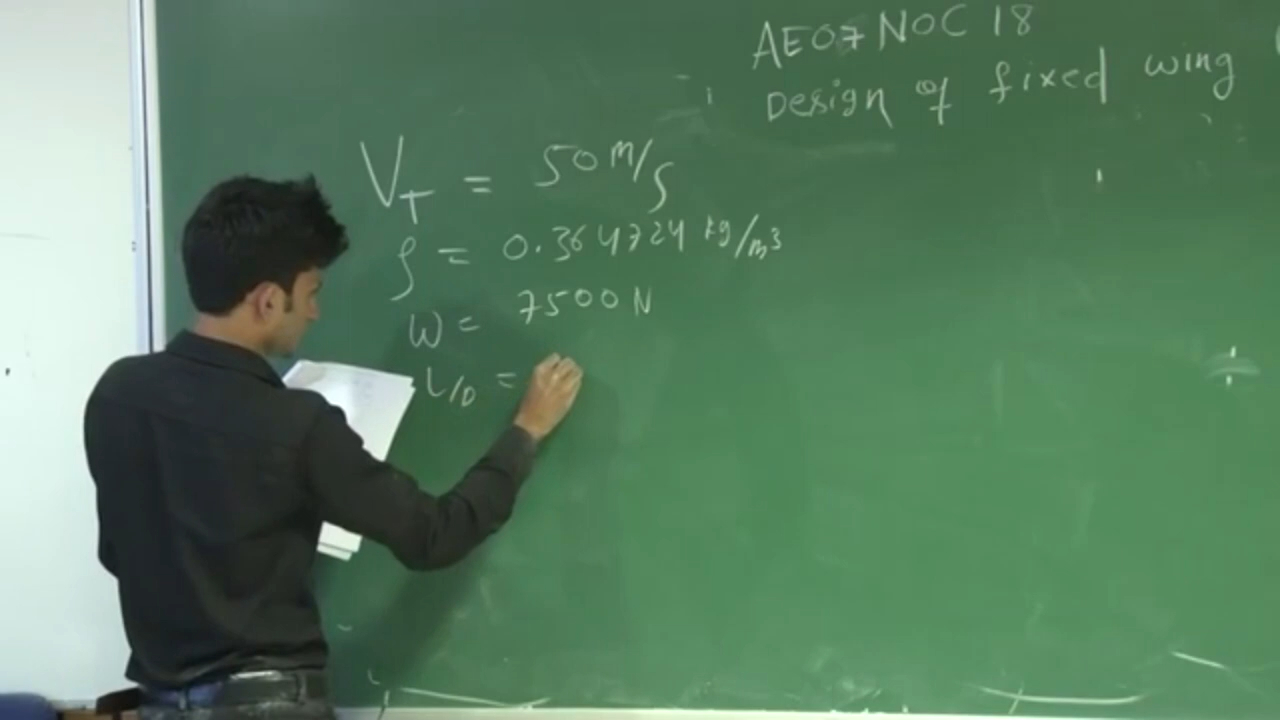 AE07 NOC 18
Design of fixed wing
V_T = 50 m/s
ρ = 0.364724 kg/m³
W = 7500 N
L/D =